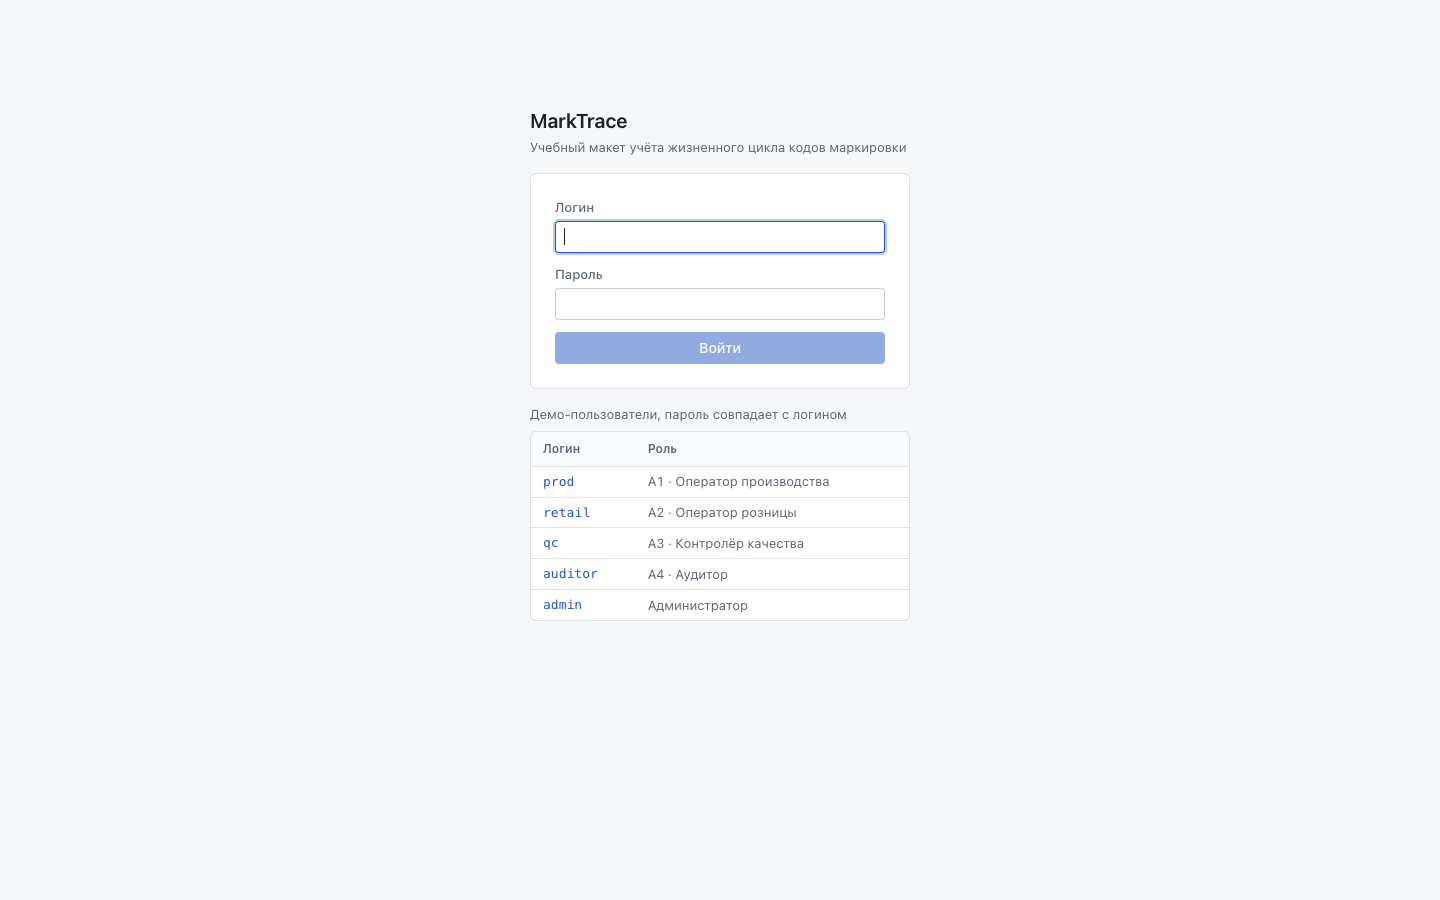 MarkTrace
Учебный макет учёта жизненного цикла кодов маркировки
Логин
Пароль
Войти
Демо-пользователи, пароль совпадает с логином
Логин Роль
prod A1 · Оператор производства
retail A2 · Оператор розницы
qc A3 · Контролёр качества
auditor A4 · Аудитор
admin Администратор